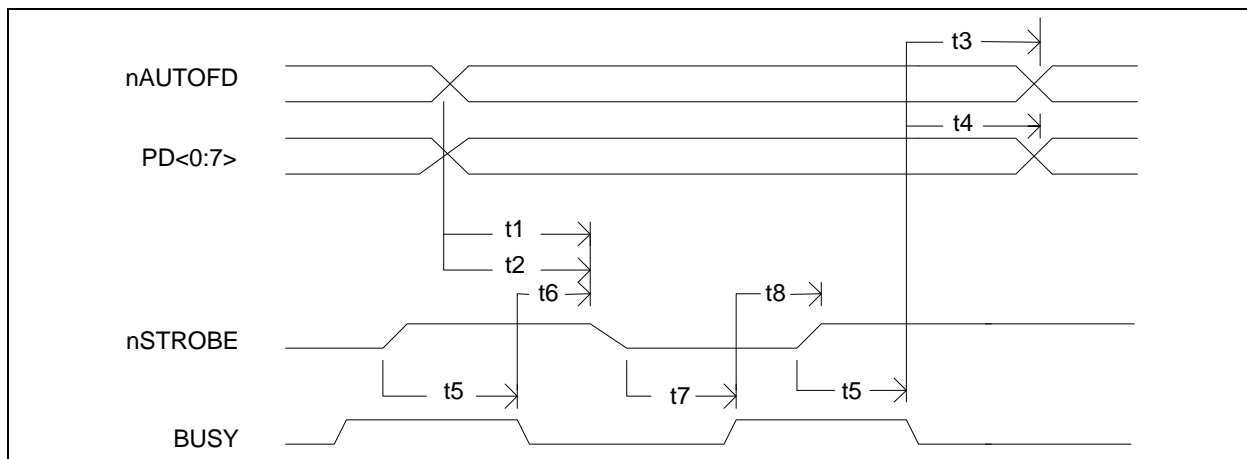 t3
nAUTOFD
t4
PD<0:7>
t1
t2
t6
t8
nSTROBE
t5
t7
t5
BUSY